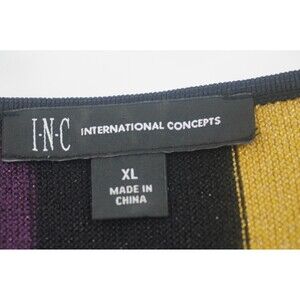 I·N·C INTERNATIONAL CONCEPTS
XL
MADE IN
CHINA